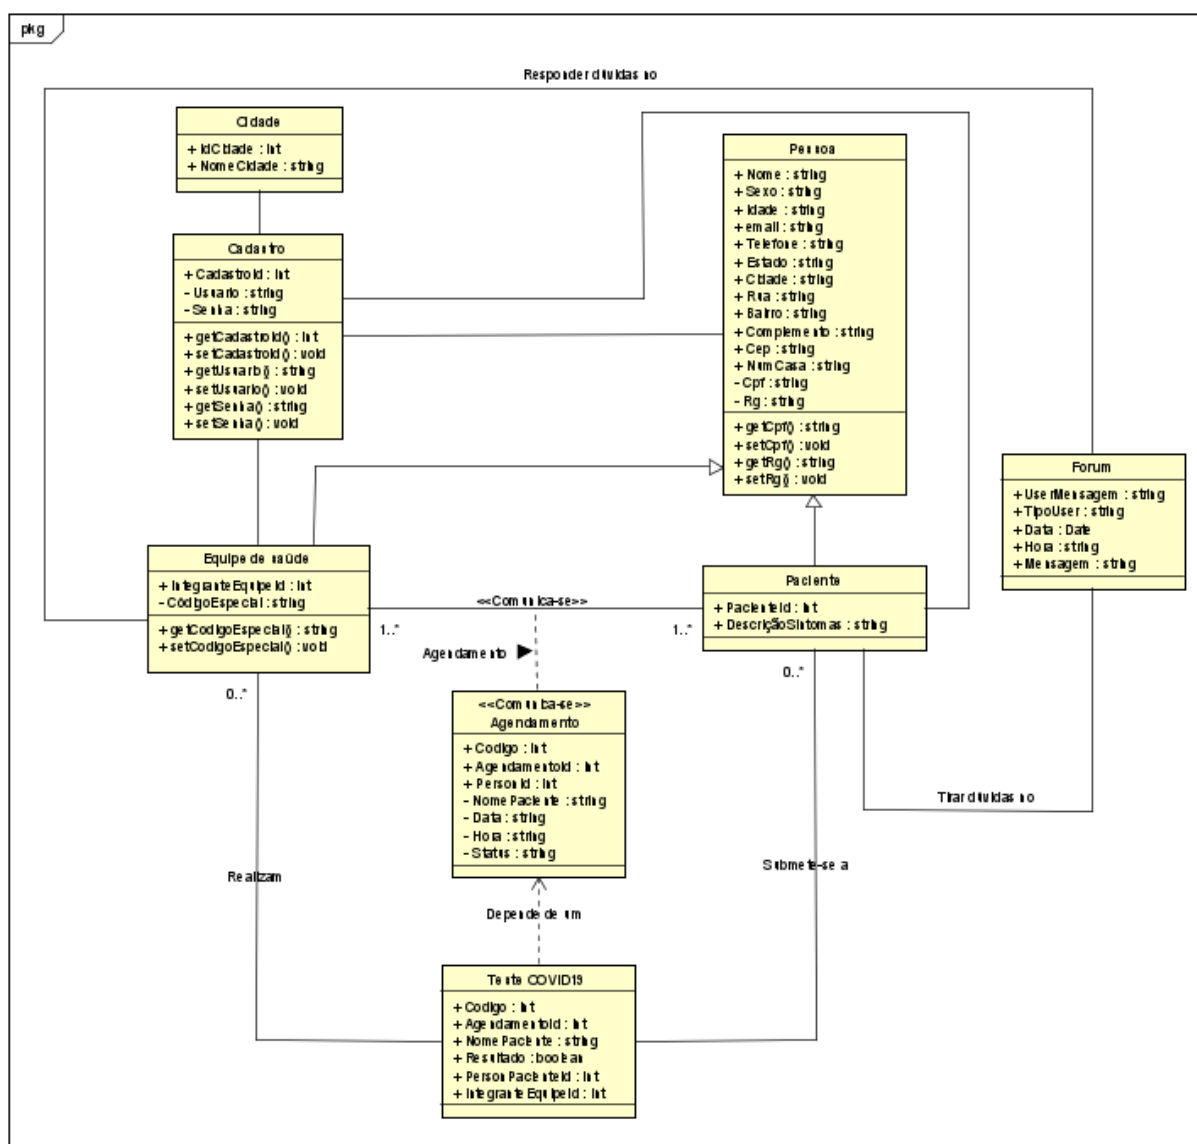 pkg
Responder dúvidas no
Cidade
+ IdCidade : int
+ NomeCidade : string
Pessoa
+ Nome : string
+ Sexo : string
+ Idade : string
+ email : string
+ Telefone : string
+ Estado : string
+ Cidade : string
+ Rua : string
+ Bairro : string
+ Complemento : string
+ Cep : string
+ NumCasa : string
- Cpf : string
- Rg : string
+ getCpf() : string
+ setCpf() : void
+ getRg() : string
+ setRg() : void
Cadastro
+ CadastroId : int
- Usuario : string
- Senha : string
+ getCadastroId() : int
+ setCadastroId() : void
+ getUsuario() : string
+ setUsuario() : void
+ getSenha() : string
+ setSenha() : void
Forum
+ UserMensagem : string
+ TipoUser : string
+ Data : Date
+ Hora : string
+ Mensagem : string
Equipe de saúde
+ IntegranteEquipeId : int
- CódigoEspecial : string
+ getCodigoEspecial() : string
+ setCodigoEspecial() : void
<<Comunica-se>>
Paciente
+ PacienteId : int
+ DescriçãoSintomas : string
1..*
1..*
Agendamento
0..*
0..*
<<Comunica-se>>
Agendamento
+ Codigo : int
+ AgendamentoId : int
+ PersonId : int
- NomePaciente : string
- Data : string
- Hora : string
- Status : string
Tirar dúvidas no
Realizam
Submete-se a
Depende de um
Teste COVID19
+ Codigo : int
+ AgendamentoId : int
+ NomePaciente : string
+ Resultado : boolean
+ PersonPacienteId : int
+ IntegranteEquipeId : int